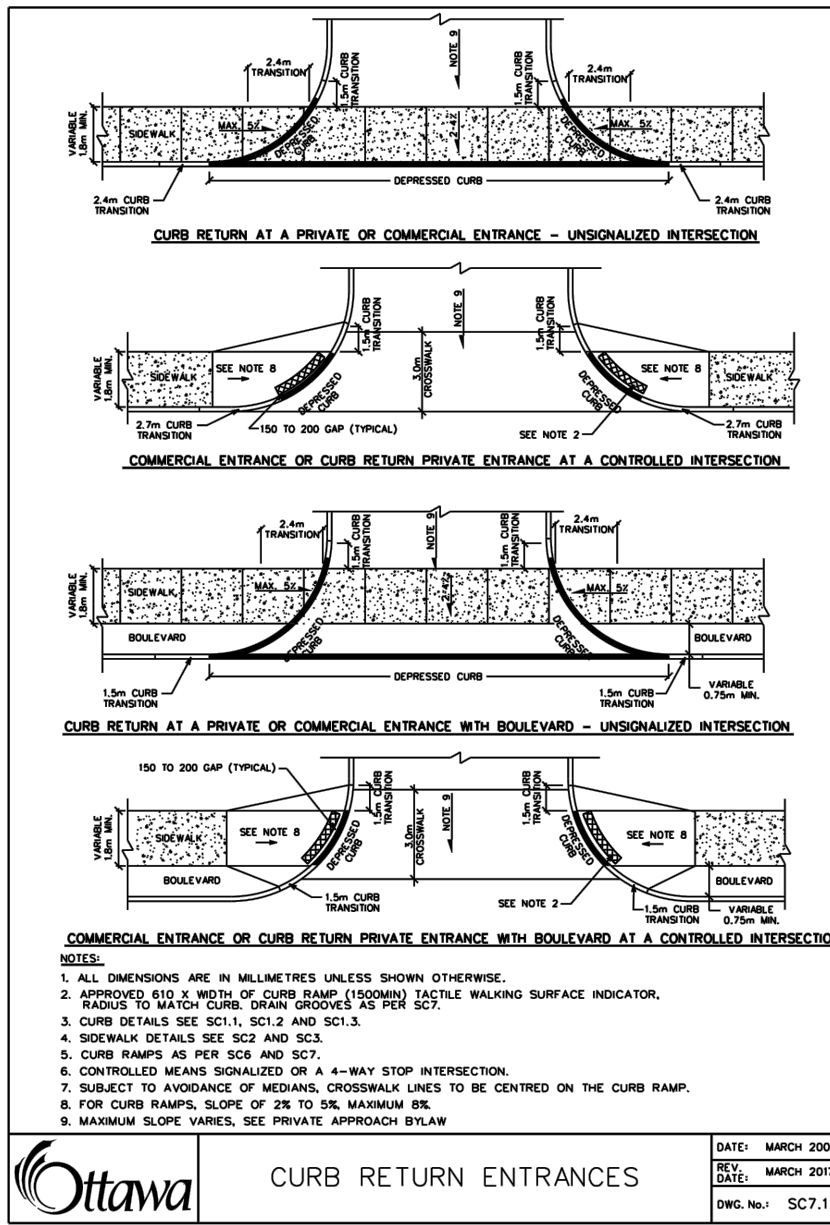 NOTE 9
2.4m
TRANSITION
1.5m CURB
TRANSITION
1.5m CURB
TRANSITION
2.4m
TRANSITION
VARIABLE
1.8m MIN.
SIDEWALK
MAX. 5%
DEPRESSED
CURB
2-4%
DEPRESSED
CURB
MAX. 5%
DEPRESSED CURB
2.4m CURB
TRANSITION
2.4m CURB
TRANSITION
CURB RETURN AT A PRIVATE OR COMMERCIAL ENTRANCE - UNSIGNALIZED INTERSECTION
NOTE 9
1.5m CURB
TRANSITION
1.5m CURB
TRANSITION
VARIABLE
1.8m MIN.
SIDEWALK
SEE NOTE 8
DEPRESSED
CURB
3.0m
CROSSWALK
DEPRESSED
CURB
SEE NOTE 8
SIDEWALK
2.7m CURB
TRANSITION
150 TO 200 GAP (TYPICAL)
SEE NOTE 2
2.7m CURB
TRANSITION
COMMERCIAL ENTRANCE OR CURB RETURN PRIVATE ENTRANCE AT A CONTROLLED INTERSECTION
2.4m
TRANSITION
1.5m CURB
TRANSITION
NOTE 9
1.5m CURB
TRANSITION
2.4m
TRANSITION
VARIABLE
1.8m MIN.
SIDEWALK
MAX. 5%
2-4%
MAX. 5%
BOULEVARD
DEPRESSED
CURB
DEPRESSED
CURB
BOULEVARD
DEPRESSED CURB
1.5m CURB
TRANSITION
1.5m CURB
TRANSITION
VARIABLE
0.75m MIN.
CURB RETURN AT A PRIVATE OR COMMERCIAL ENTRANCE WITH BOULEVARD - UNSIGNALIZED INTERSECTION
150 TO 200 GAP (TYPICAL)
1.5m CURB
TRANSITION
1.5m CURB
TRANSITION
VARIABLE
1.8m MIN.
SIDEWALK
SEE NOTE 8
DEPRESSED
CURB
3.0m
CROSSWALK
NOTE 9
DEPRESSED
CURB
SEE NOTE 8
BOULEVARD
BOULEVARD
1.5m CURB
TRANSITION
SEE NOTE 2
1.5m CURB
TRANSITION
VARIABLE
0.75m MIN.
COMMERCIAL ENTRANCE OR CURB RETURN PRIVATE ENTRANCE WITH BOULEVARD AT A CONTROLLED INTERSECTIO
NOTES:
1. ALL DIMENSIONS ARE IN MILLIMETRES UNLESS SHOWN OTHERWISE.
2. APPROVED 610 X WIDTH OF CURB RAMP (1500MIN) TACTILE WALKING SURFACE INDICATOR,
RADIUS TO MATCH CURB. DRAIN GROOVES AS PER SC7.
3. CURB DETAILS SEE SC1.1, SC1.2 AND SC1.3.
4. SIDEWALK DETAILS SEE SC2 AND SC3.
5. CURB RAMPS AS PER SC6 AND SC7.
6. CONTROLLED MEANS SIGNALIZED OR A 4-WAY STOP INTERSECTION.
7. SUBJECT TO AVOIDANCE OF MEDIANS, CROSSWALK LINES TO BE CENTRED ON THE CURB RAMP.
8. FOR CURB RAMPS, SLOPE OF 2% TO 5%, MAXIMUM 8%.
9. MAXIMUM SLOPE VARIES, SEE PRIVATE APPROACH BYLAW
Ottawa
CURB RETURN ENTRANCES
DATE: MARCH 200
REV.
DATE: MARCH 2017
DWG. No.: SC7.1